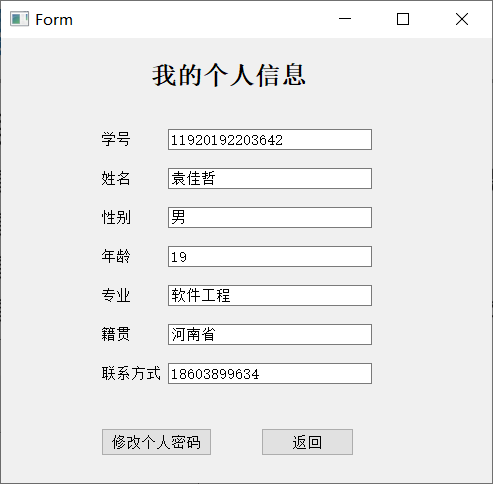 Form
我的个人信息
学号 11920192203642
姓名 袁佳哲
性别 男
年龄 19
专业 软件工程
籍贯 河南省
联系方式 18603899634
修改个人密码 返回